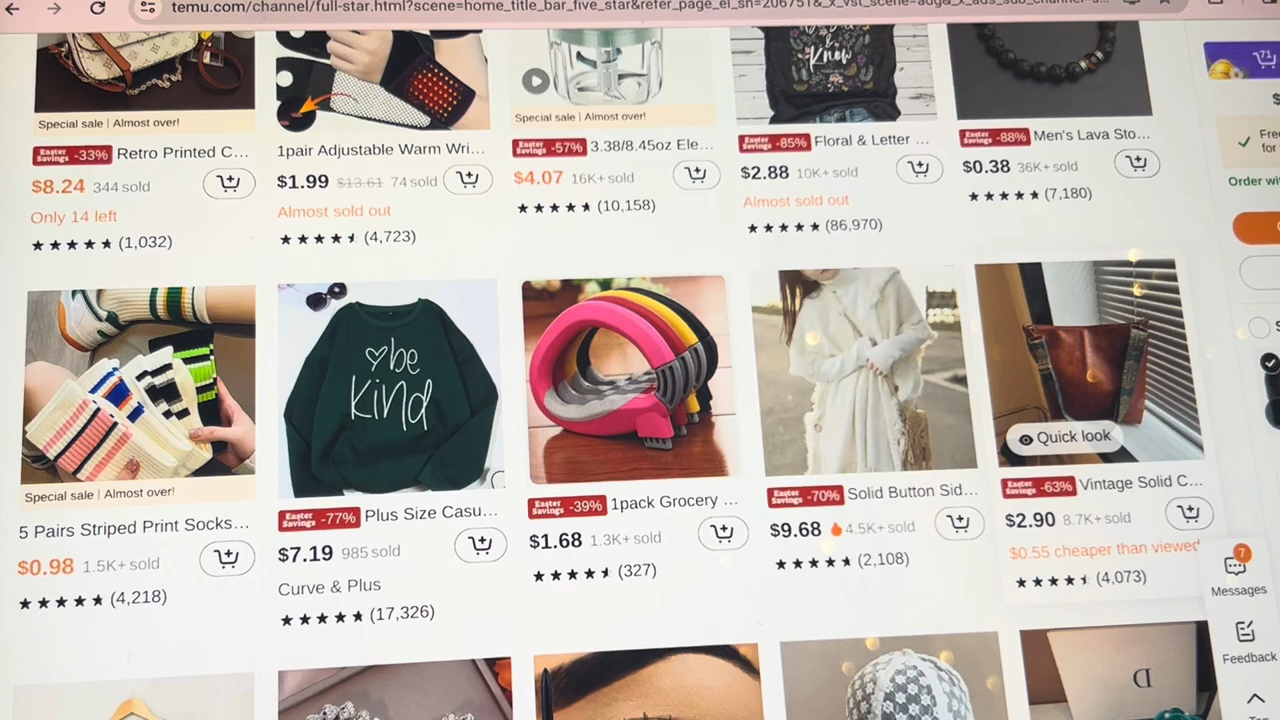 temu.com/channel/full-star.html?scene=home_title_bar_five_star&refer_page_el_sn=206751&_x_vst_scene=adg&_x_ads_sub_channel=s...
71
Know
Special sale | Almost over!
Easter Savings -33% Retro Printed C...
$8.24 344 sold
Only 14 left
(1,032)
1pair Adjustable Warm Wri...
$1.99 $13.61 74 sold
Almost sold out
(4,723)
Special sale | Almost over!
Easter Savings -57% 3.38/8.45oz Ele...
$4.07 16K+ sold
(10,158)
Easter Savings -85% Floral & Letter ...
$2.88 10K+ sold
Almost sold out
(86,970)
Easter Savings -88% Men's Lava Sto...
$0.38 36K+ sold
(7,180)
Order
Special sale | Almost over!
5 Pairs Striped Print Socks...
$0.98 1.5K+ sold
(4,218)
be
Kind
Easter Savings -77% Plus Size Casu...
$7.19 985 sold
Curve & Plus
(17,326)
Easter Savings -39% 1pack Grocery ...
$1.68 1.3K+ sold
(327)
Easter Savings -70% Solid Button Sid...
$9.68 4.5K+ sold
(2,108)
Quick look
Easter Savings -63% Vintage Solid C...
$2.90 8.7K+ sold
$0.55 cheaper than viewed
(4,073)
7
Messages
Feedback
D